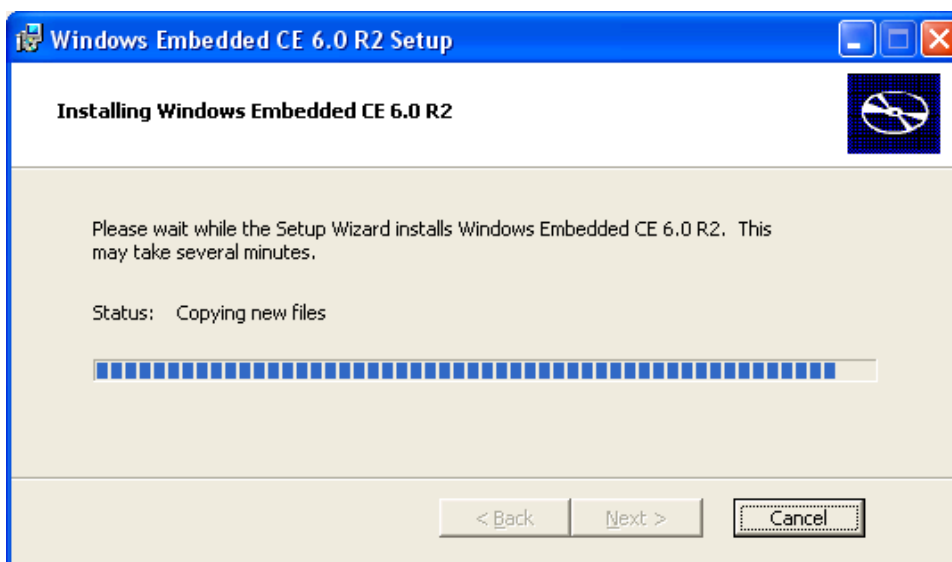 Windows Embedded CE 6.0 R2 Setup
Installing Windows Embedded CE 6.0 R2
Please wait while the Setup Wizard installs Windows Embedded CE 6.0 R2. This
may take several minutes.
Status: Copying new files
< Back Next > Cancel